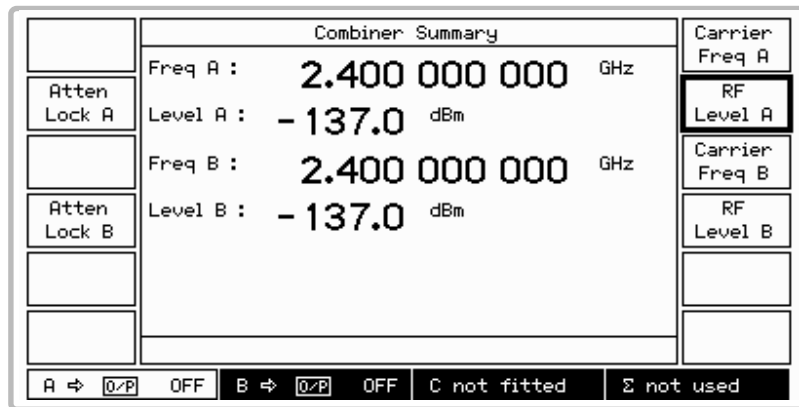 Combiner Summary
Atten
Lock A
Atten
Lock B
Freq A : 2.400 000 000 GHz
Level A : -137.0 dBm
Freq B : 2.400 000 000 GHz
Level B : -137.0 dBm
Carrier
Freq A
RF
Level A
Carrier
Freq B
RF
Level B
A ⇨ O/P OFF B ⇨ O/P OFF C not fitted Σ not used